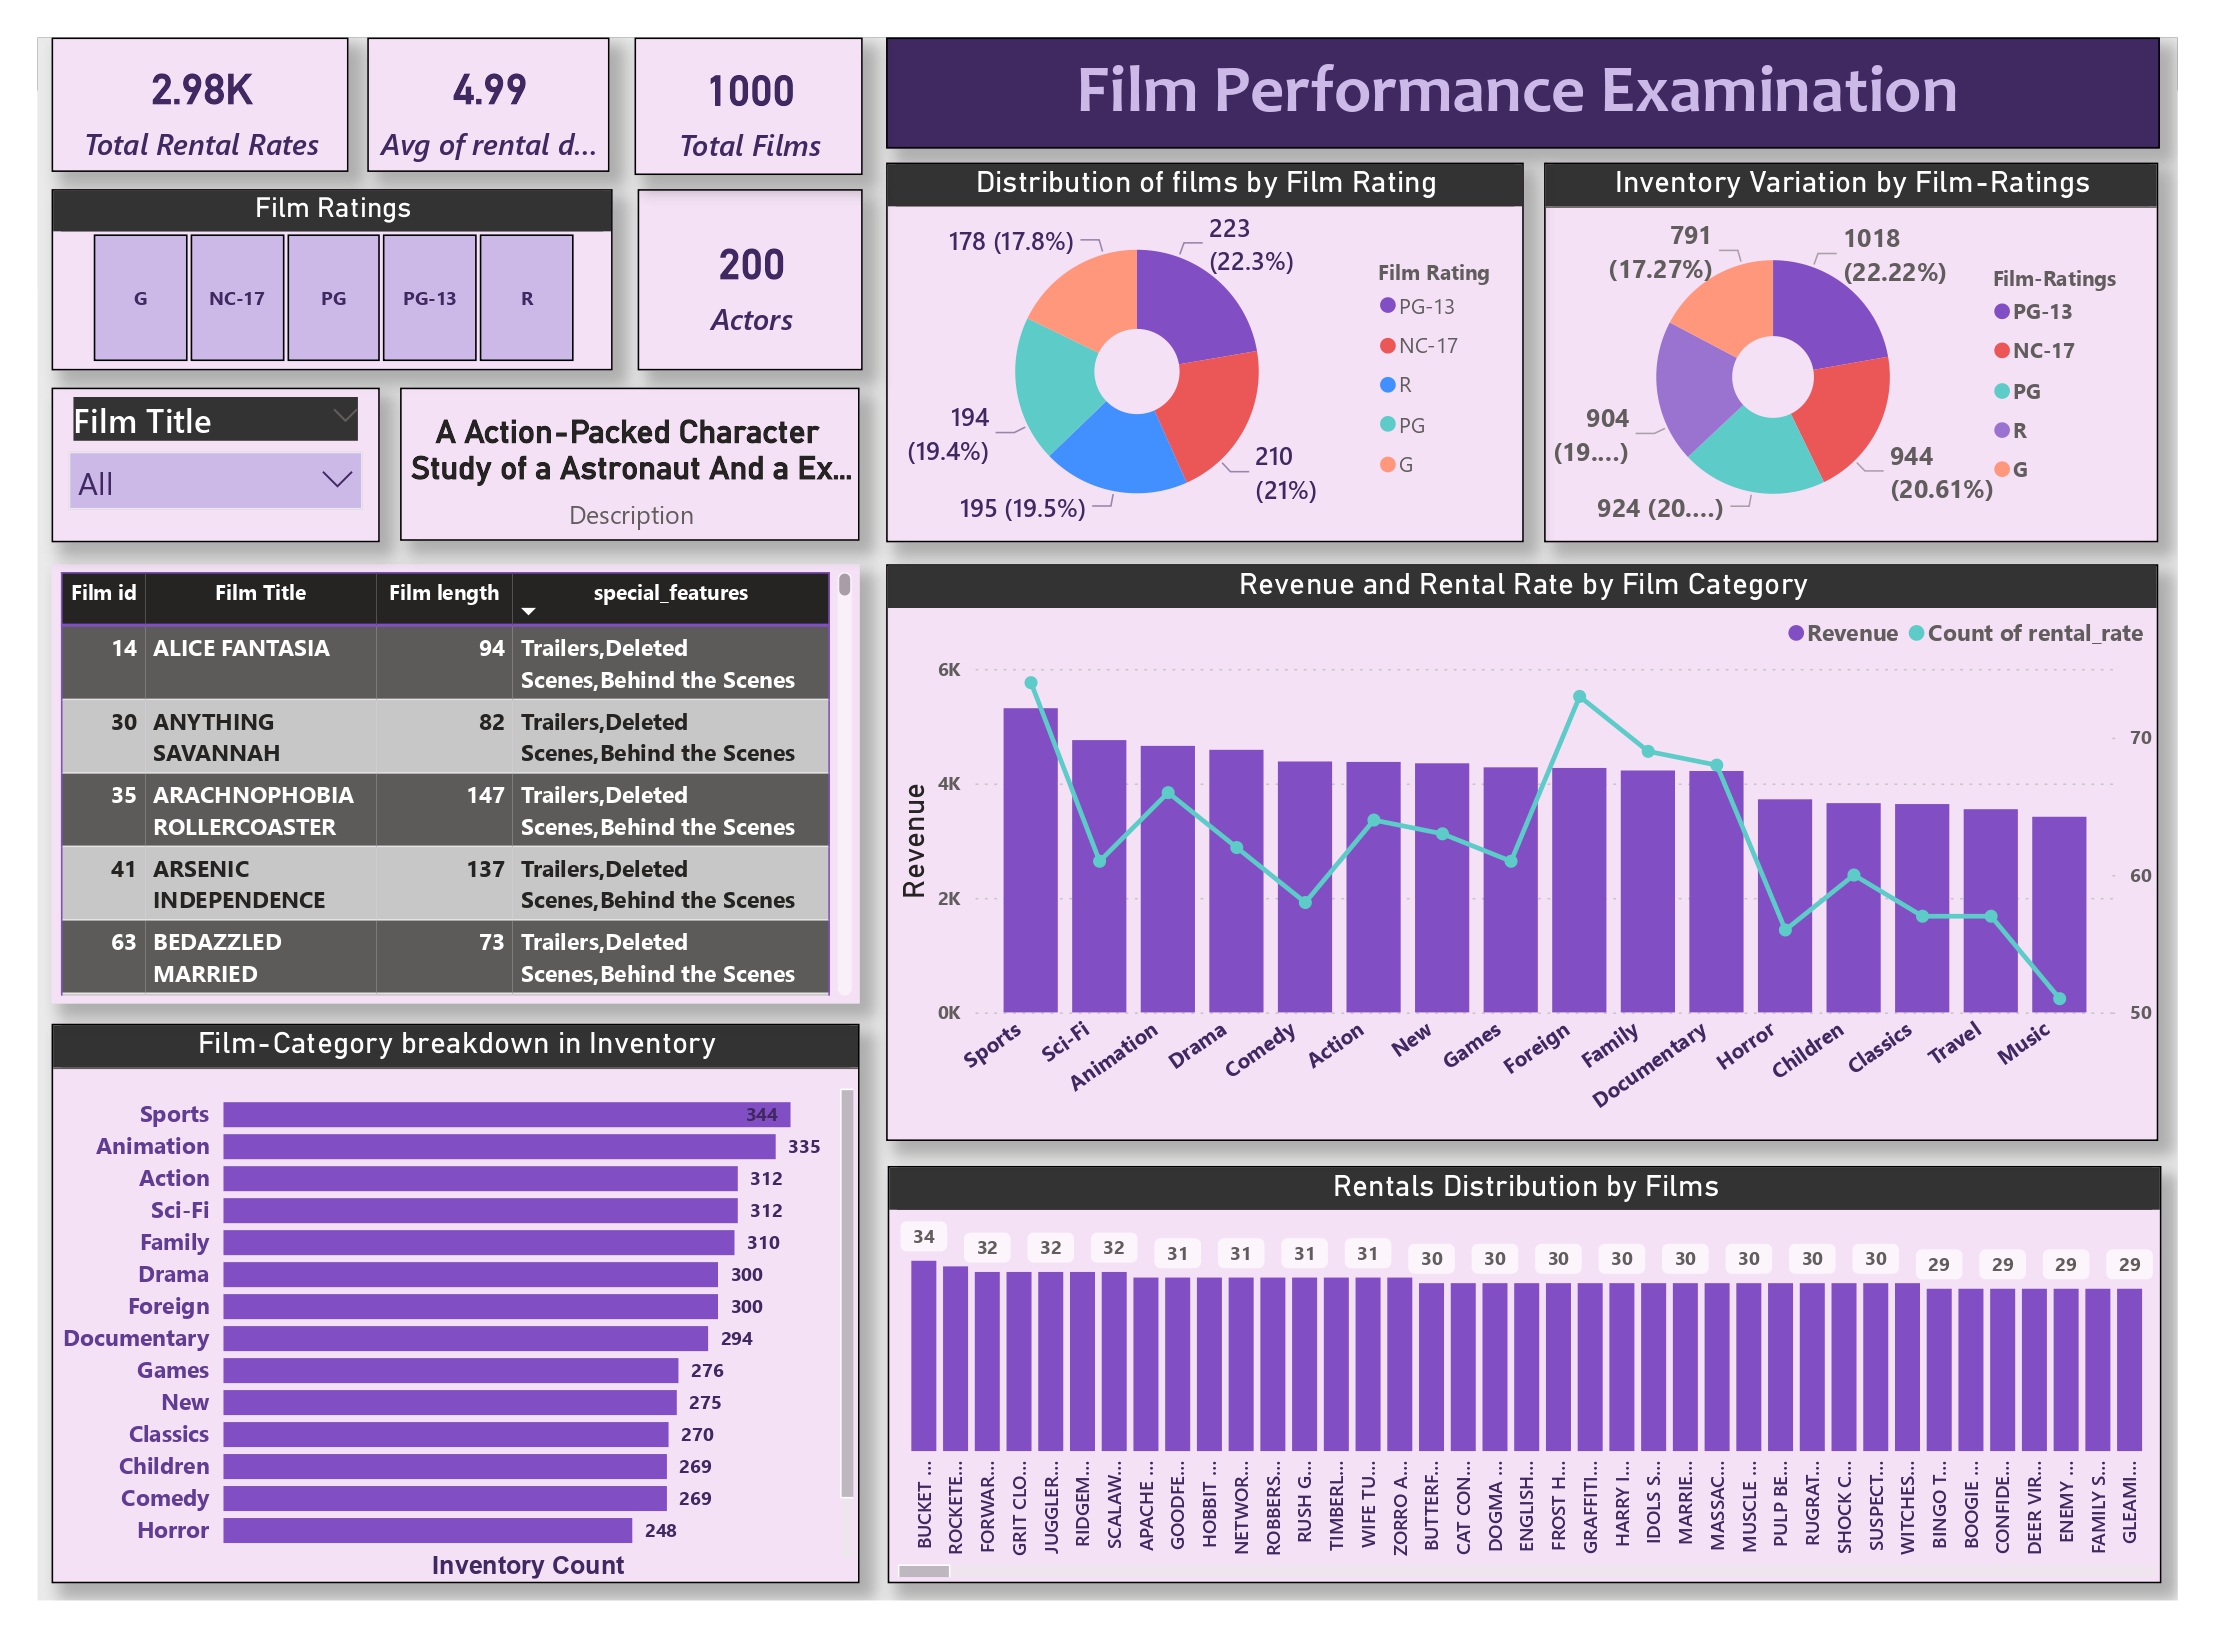 2.98K
Total Rental Rates
4.99
Avg of rental d...
1000
Total Films
Film Performance Examination
Film Ratings
G
NC-17
PG
PG-13
R
200
Actors
Film Title
All
A Action-Packed Character
Study of a Astronaut And a Ex...
Description
Distribution of films by Film Rating
178 (17.8%)
223
(22.3%)
194
(19.4%)
210
(21%)
195 (19.5%)
Film Rating
PG-13
NC-17
R
PG
G
Inventory Variation by Film-Ratings
791
(17.27%)
1018
(22.22%)
904
(19....)
944
(20.61%)
924 (20....)
Film-Ratings
PG-13
NC-17
PG
R
G
Film id Film Title Film length special_features
14 ALICE FANTASIA 94 Trailers,Deleted
Scenes,Behind the Scenes
30 ANYTHING 82 Trailers,Deleted
SAVANNAH Scenes,Behind the Scenes
35 ARACHNOPHOBIA 147 Trailers,Deleted
ROLLERCOASTER Scenes,Behind the Scenes
41 ARSENIC 137 Trailers,Deleted
INDEPENDENCE Scenes,Behind the Scenes
63 BEDAZZLED 73 Trailers,Deleted
MARRIED Scenes,Behind the Scenes
Revenue and Rental Rate by Film Category
Revenue Count of rental_rate
6K
4K
2K
0K
Revenue
70
60
50
Sports
Sci-Fi
Animation
Drama
Comedy
Action
New
Games
Foreign
Family
Documentary
Horror
Children
Classics
Travel
Music
Film-Category breakdown in Inventory
Sports 344
Animation 335
Action 312
Sci-Fi 312
Family 310
Drama 300
Foreign 300
Documentary 294
Games 276
New 275
Classics 270
Children 269
Comedy 269
Horror 248
Inventory Count
Rentals Distribution by Films
34 32 32 32 31 31 31 31 30 30 30 30 30 30 30 30 29 29 29 29
BUCKET ...
ROCKETE...
FORWAR...
GRIT CLO...
JUGGLER...
RIDGEM...
SCALAW...
APACHE ...
GOODFE...
HOBBIT ...
NETWOR...
ROBBERS...
RUSH G...
TIMBERL...
WIFE TU...
ZORRO A...
BUTTERF...
CAT CON...
DOGMA ...
ENGLISH...
FROST H...
GRAFFITI...
HARRY I...
IDOLS S...
MARRIE...
MASSAC...
MUSCLE ...
PULP BE...
RUGRAT...
SHOCK C...
SUSPECT...
WITCHES...
BINGO T...
BOOGIE ...
CONFIDE...
DEER VIR...
ENEMY ...
FAMILY S...
GLEAMI...